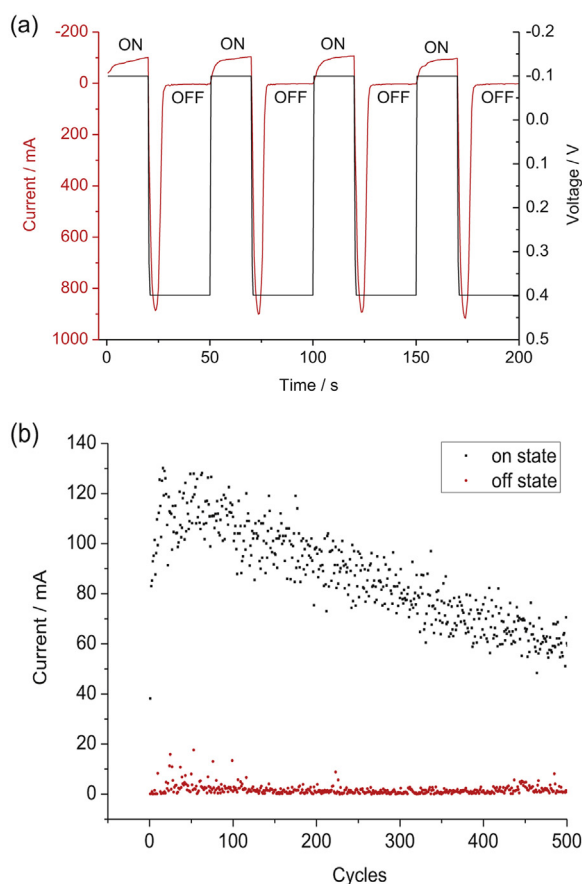 (a)
-200
0
200
400
600
800
1000
Current / mA
ON
ON
ON
ON
OFF
OFF
OFF
OFF
-0.2
-0.1
0.0
0.1
0.2
0.3
0.4
0.5
Voltage / V
0
50
100
150
200
Time / s
(b)
140
120
100
80
60
40
20
0
Current / mA
on state
off state
0
100
200
300
400
500
Cycles